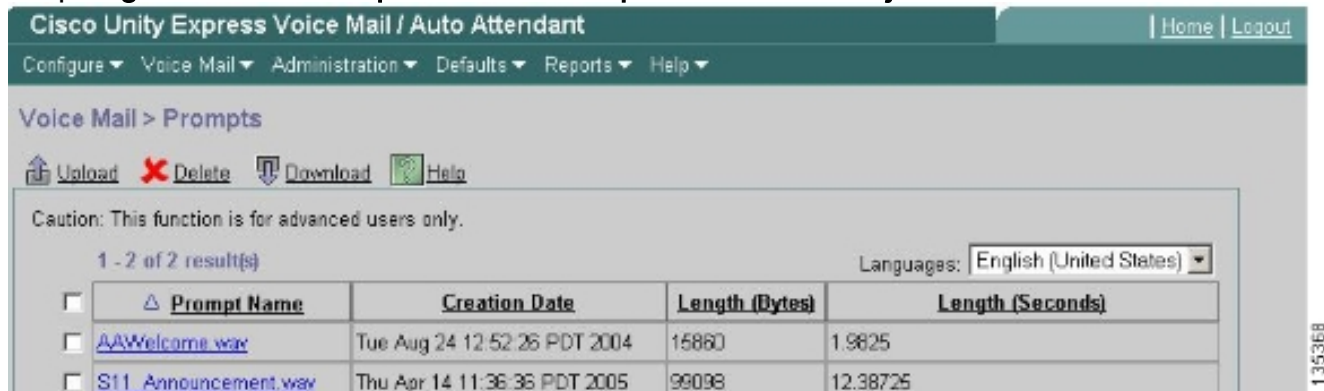 Cisco Unity Express Voice Mail / Auto Attendant | Home | Logout
Configure Voice Mail Administration Defaults Reports Help
Voice Mail > Prompts
Upload Delete Download Help
Caution: This function is for advanced users only.
1 - 2 of 2 result(s) Languages: English (United States)
Prompt Name Creation Date Length (Bytes) Length (Seconds)
AAWelcome.wav Tue Aug 24 12:52:26 PDT 2004 15860 1.9825
S11_Announcement.wav Thu Apr 14 11:36:36 PDT 2005 99098 12.38725
135368